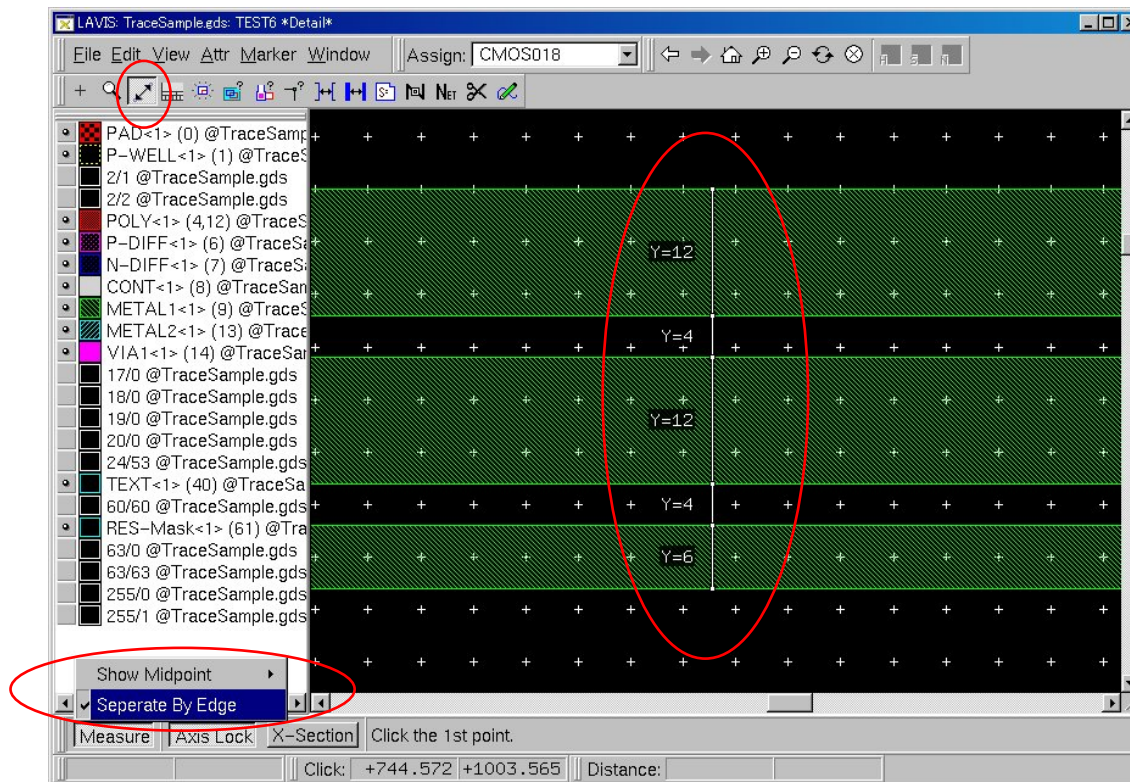 LAVIS: TraceSample.gds: TEST6 *Detail*
File Edit View Attr Marker Window Assign: CMOS018
NET
PAD<1> (0) @TraceSamp
P-WELL<1> (1) @TraceS
2/1 @TraceSample.gds
2/2 @TraceSample.gds
POLY<1> (4,12) @TraceS
P-DIFF<1> (6) @TraceSa
N-DIFF<1> (7) @TraceSa
CONT<1> (8) @TraceSam
METAL1<1> (9) @TraceS
METAL2<1> (13) @Trace
VIA1<1> (14) @TraceSam
17/0 @TraceSample.gds
18/0 @TraceSample.gds
19/0 @TraceSample.gds
20/0 @TraceSample.gds
24/53 @TraceSample.gds
TEXT<1> (40) @TraceSa
60/60 @TraceSample.gds
RES-Mask<1> (61) @Tra
63/0 @TraceSample.gds
63/63 @TraceSample.gds
255/0 @TraceSample.gds
255/1 @TraceSample.gds
Y=12
Y=4
Y=12
Y=4
Y=6
Show Midpoint
Seperate By Edge
Measure Axis Lock X-Section Click the 1st point.
Click: +744.572 +1003.565 Distance: